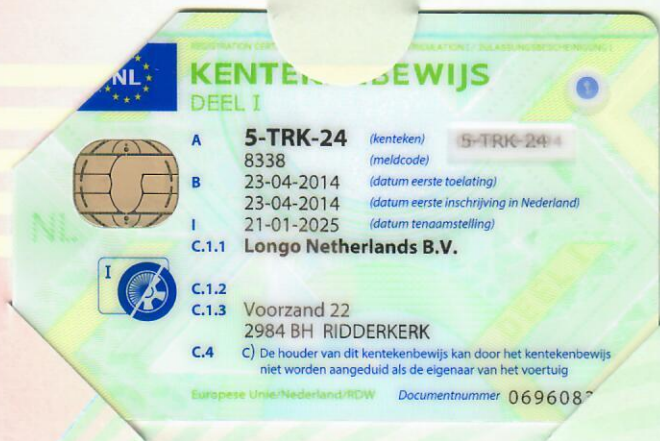 NL
KENTEKENBEWIJS
DEEL I
A 5-TRK-24 (kenteken) 5-TRK-24
8338 (meldcode)
B 23-04-2014 (datum eerste toelating)
23-04-2014 (datum eerste inschrijving in Nederland)
I 21-01-2025 (datum tenaamstelling)
NL
C.1.1 Longo Netherlands B.V.
I
C.1.2
C.1.3 Voorzand 22
2984 BH RIDDERKERK
C.4 c) De houder van dit kentekenbewijs kan door het kentekenbewijs
niet worden aangeduid als de eigenaar van het voertuig
Europese Unie/Nederland/RDW Documentnummer 069608